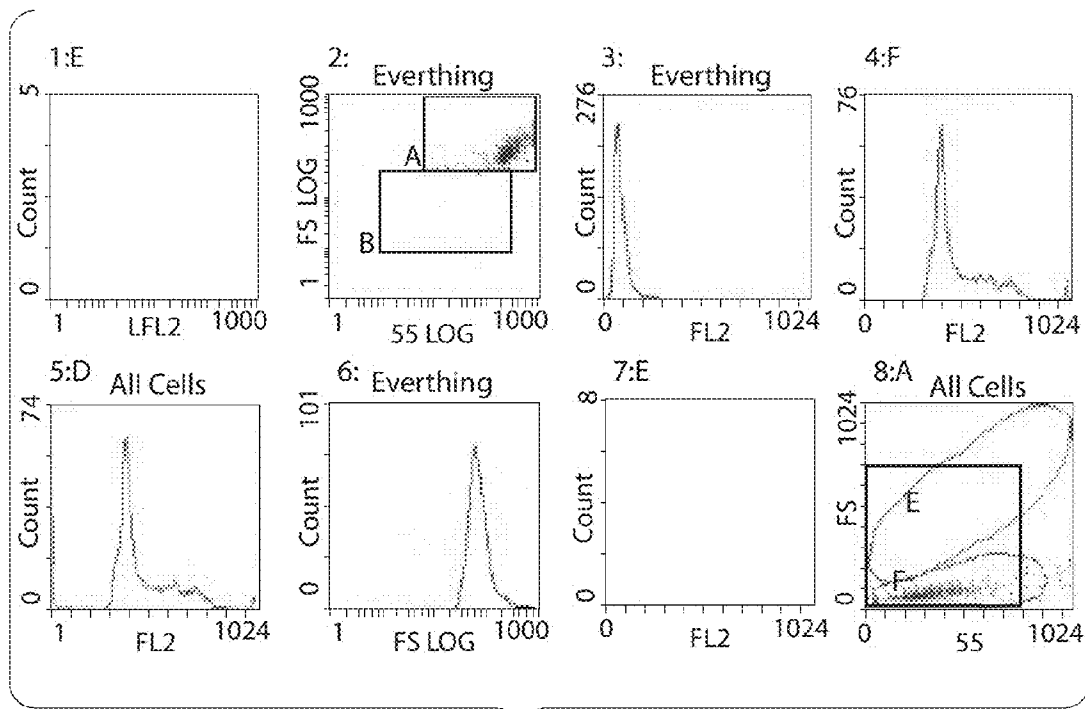 1:E
5
Count
0
1
LFL2
1000
2:
Everthing
1000
FS LOG
1
A
B
1
55 LOG
1000
3:
Everthing
276
Count
0
0
FL2
1024
4:F
76
Count
0
0
FL2
1024
5:D
All Cells
74
Count
0
1
FL2
1024
6:
Everthing
101
Count
0
1
FS LOG
1000
7:E
8
Count
0
0
FL2
1024
8:A
All Cells
1024
FS
0
E
F
0
55
1024